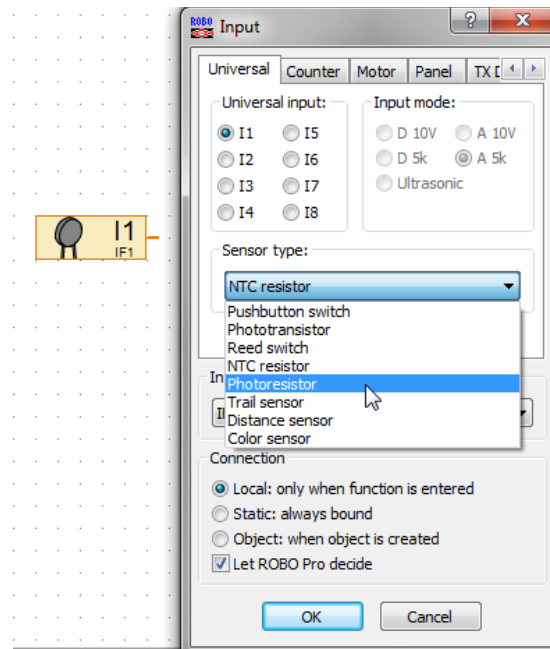 ROBO
Input
Universal Counter Motor Panel TX
Universal input: Input mode:
I1 I5 D 10V A 10V
I2 I6 D 5k A 5k
I3 I7 Ultrasonic
I4 I8
I1
IF1
Sensor type:
NTC resistor
Pushbutton switch
Phototransistor
Reed switch
NTC resistor
Photoresistor
In
Trail sensor
Distance sensor
Color sensor
Connection
Local: only when function is entered
Static: always bound
Object: when object is created
Let ROBO Pro decide
OK Cancel